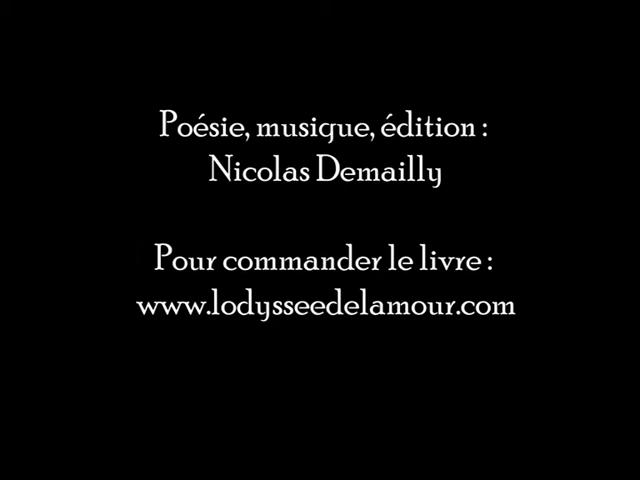 Poésie, musique, édition :
Nicolas Demailly
Pour commander le livre :
www.lodysseedelamour.com